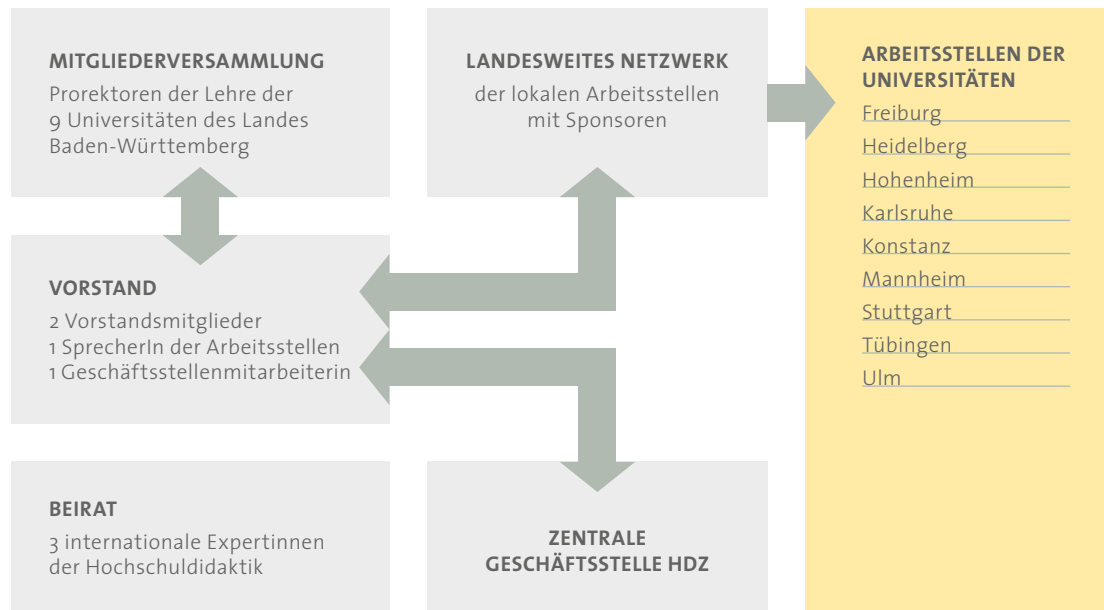 MITGLIEDERVERSAMMLUNG
Prorektoren der Lehre der
9 Universitäten des Landes
Baden-Württemberg
LANDESWEITES NETZWERK
der lokalen Arbeitsstellen
mit Sponsoren
ARBEITSSTELLEN DER
UNIVERSITÄTEN
Freiburg
Heidelberg
Hohenheim
Karlsruhe
Konstanz
Mannheim
Stuttgart
Tübingen
Ulm
VORSTAND
2 Vorstandsmitglieder
1 SprecherIn der Arbeitsstellen
1 Geschäftsstellenmitarbeiterin
BEIRAT
3 internationale Expertinnen
der Hochschuldidaktik
ZENTRALE
GESCHÄFTSSTELLE HDZ